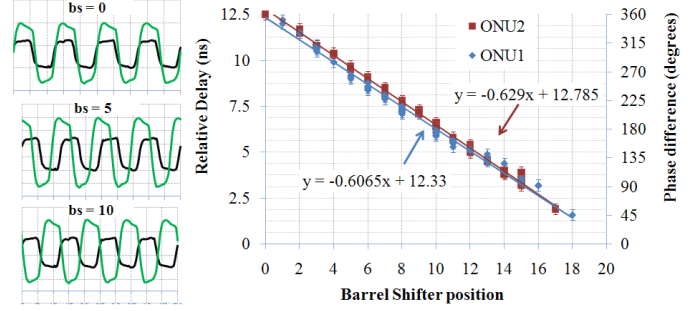 bs = 0
bs = 5
bs = 10
Relative Delay (ns)
12.5
10
7.5
5
2.5
0
ONU2
ONU1
y = -0.629x + 12.785
y = -0.6065x + 12.33
360
315
270
225
180
135
90
45
0
Phase difference (degrees)
0 2 4 6 8 10 12 14 16 18 20
Barrel Shifter position